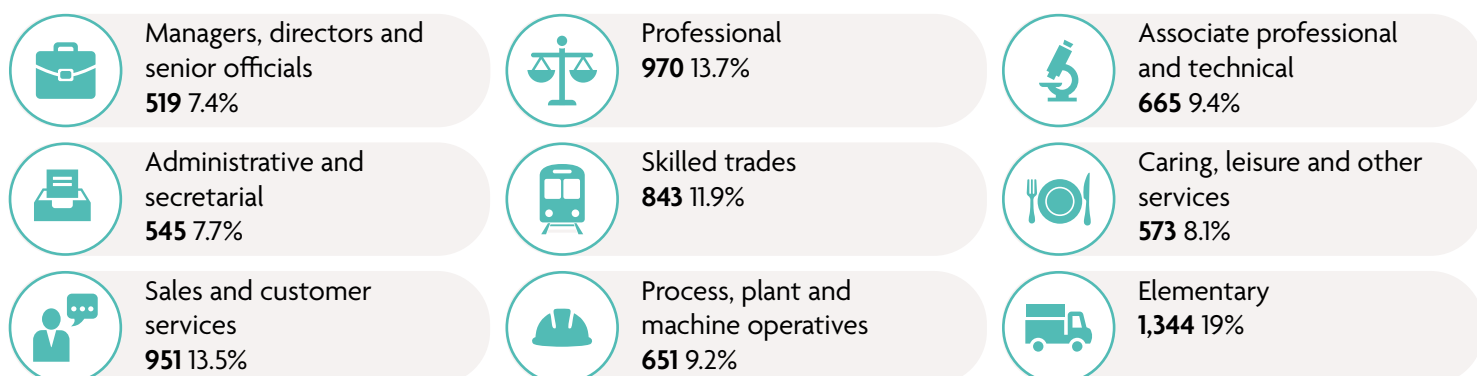 Managers, directors and
senior officials
519 7.4%
Professional
970 13.7%
Associate professional
and technical
665 9.4%
Administrative and
secretarial
545 7.7%
Skilled trades
843 11.9%
Caring, leisure and other
services
573 8.1%
Sales and customer
services
951 13.5%
Process, plant and
machine operatives
651 9.2%
Elementary
1,344 19%